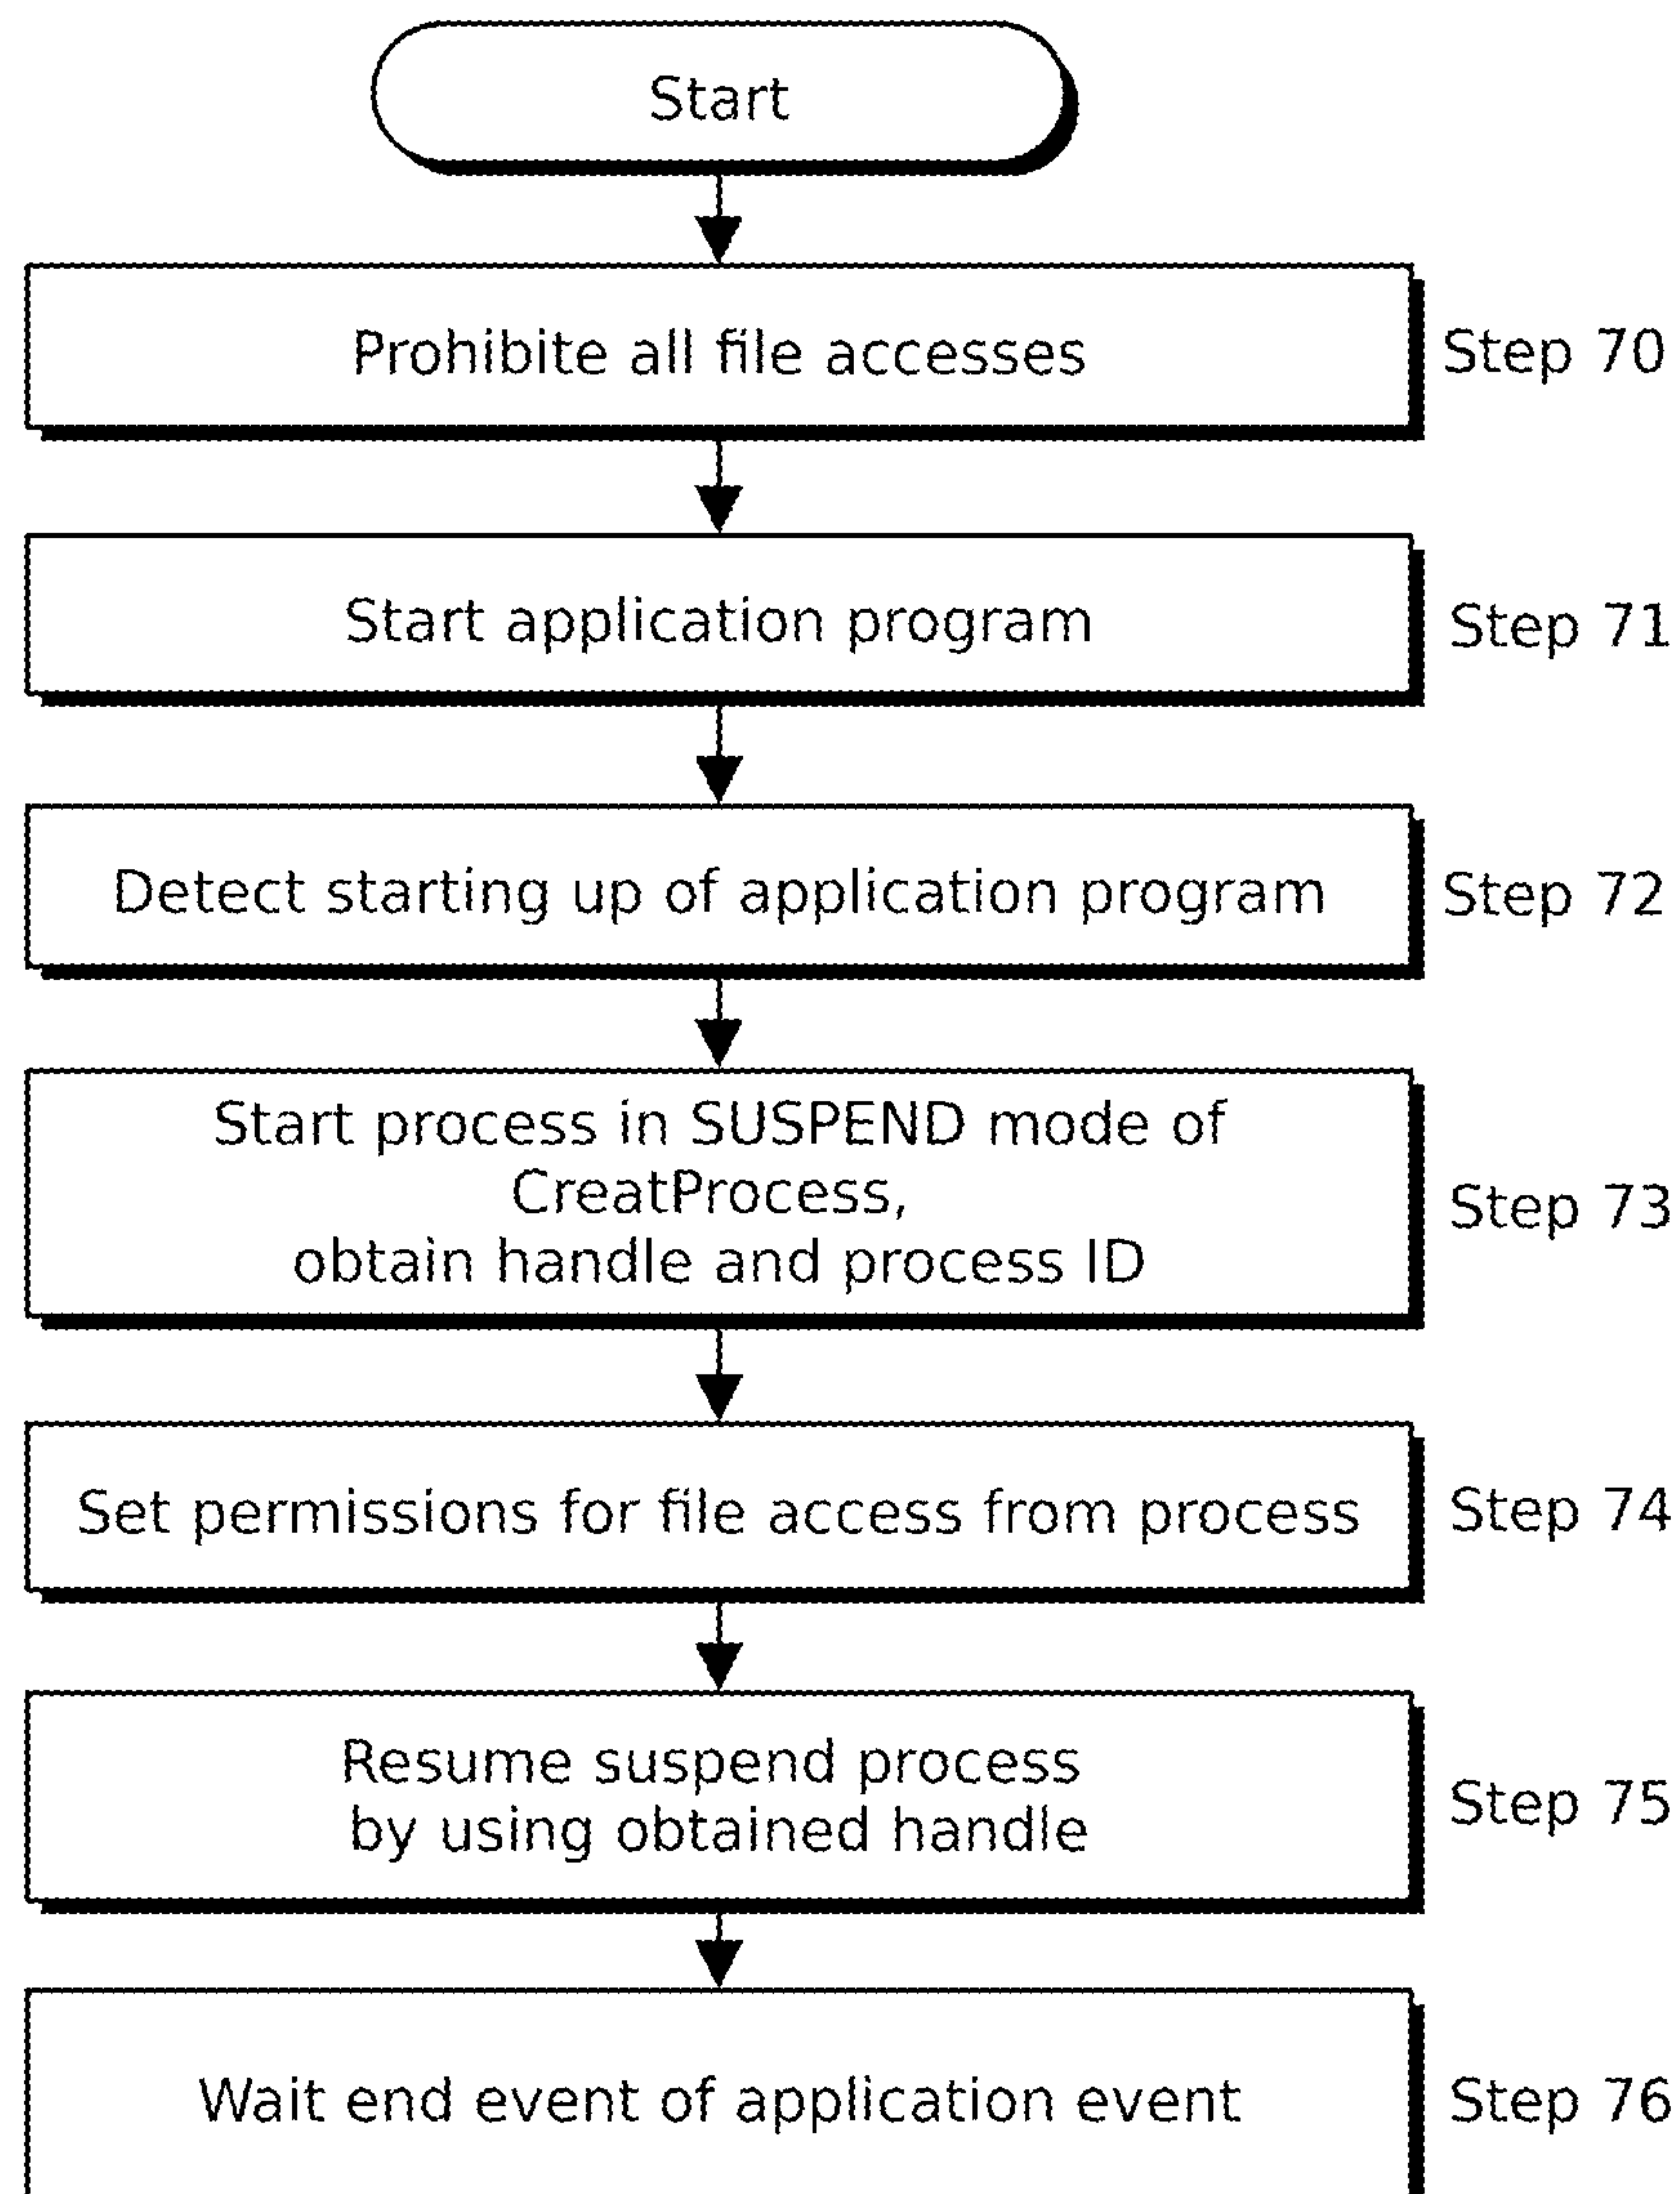 Start
Prohibite all file accesses
Step 70
Start application program
Step 71
Detect starting up of application program
Step 72
Start process in SUSPEND mode of
CreatProcess,
obtain handle and process ID
Step 73
Set permissions for file access from process
Step 74
Resume suspend process
by using obtained handle
Step 75
Wait end event of application event
Step 76